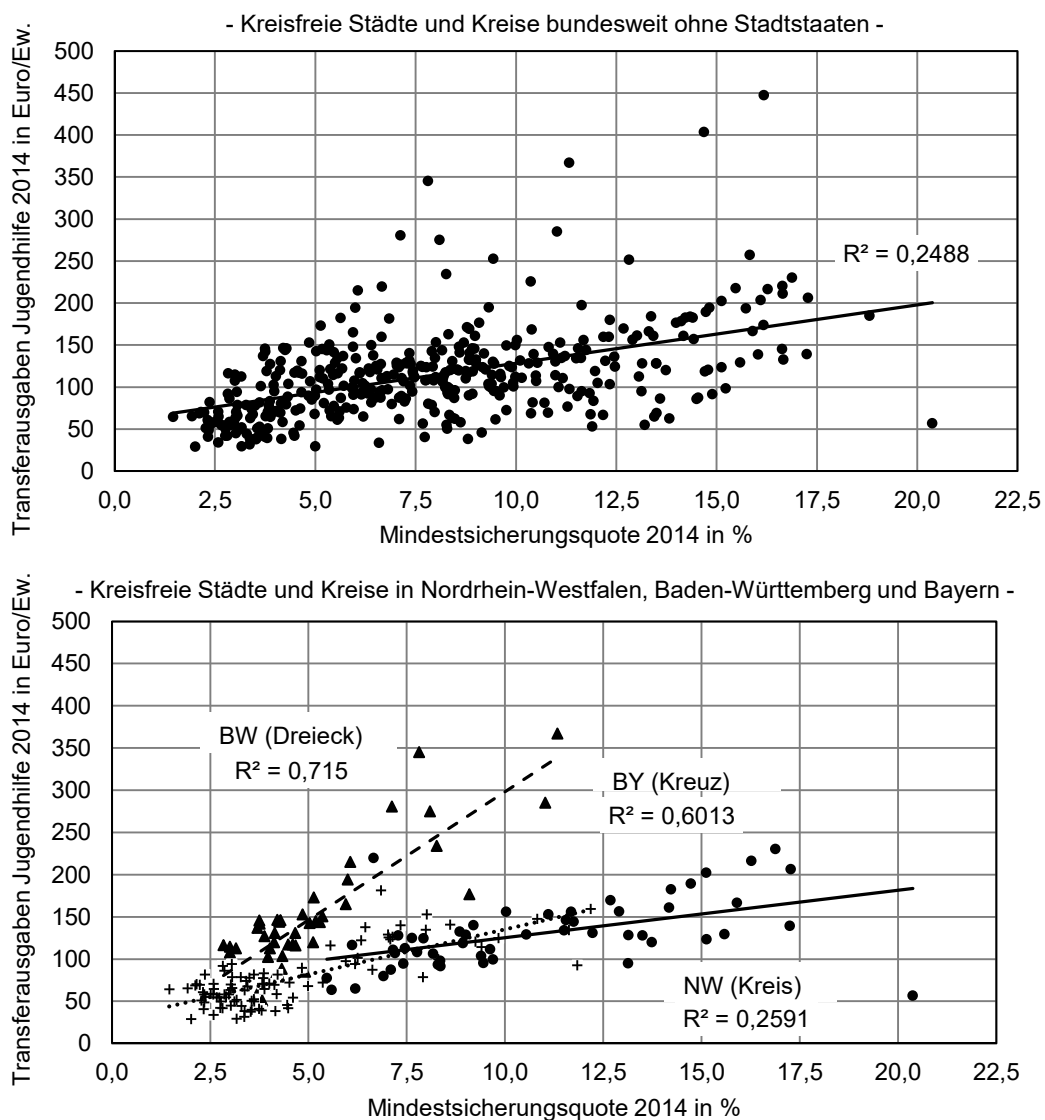 - Kreisfreie Städte und Kreise bundesweit ohne Stadtstaaten -
Transferausgaben Jugendhilfe 2014 in Euro/Ew.
500
450
400
350
300
250
200
150
100
50
0
R² = 0,2488
0,0 2,5 5,0 7,5 10,0 12,5 15,0 17,5 20,0 22,5
Mindestsicherungsquote 2014 in %
- Kreisfreie Städte und Kreise in Nordrhein-Westfalen, Baden-Württemberg und Bayern -
Transferausgaben Jugendhilfe 2014 in Euro/Ew.
500
450
400
350
300
250
200
150
100
50
0
BW (Dreieck)
R² = 0,715
BY (Kreuz)
R² = 0,6013
NW (Kreis)
R² = 0,2591
0,0 2,5 5,0 7,5 10,0 12,5 15,0 17,5 20,0 22,5
Mindestsicherungsquote 2014 in %